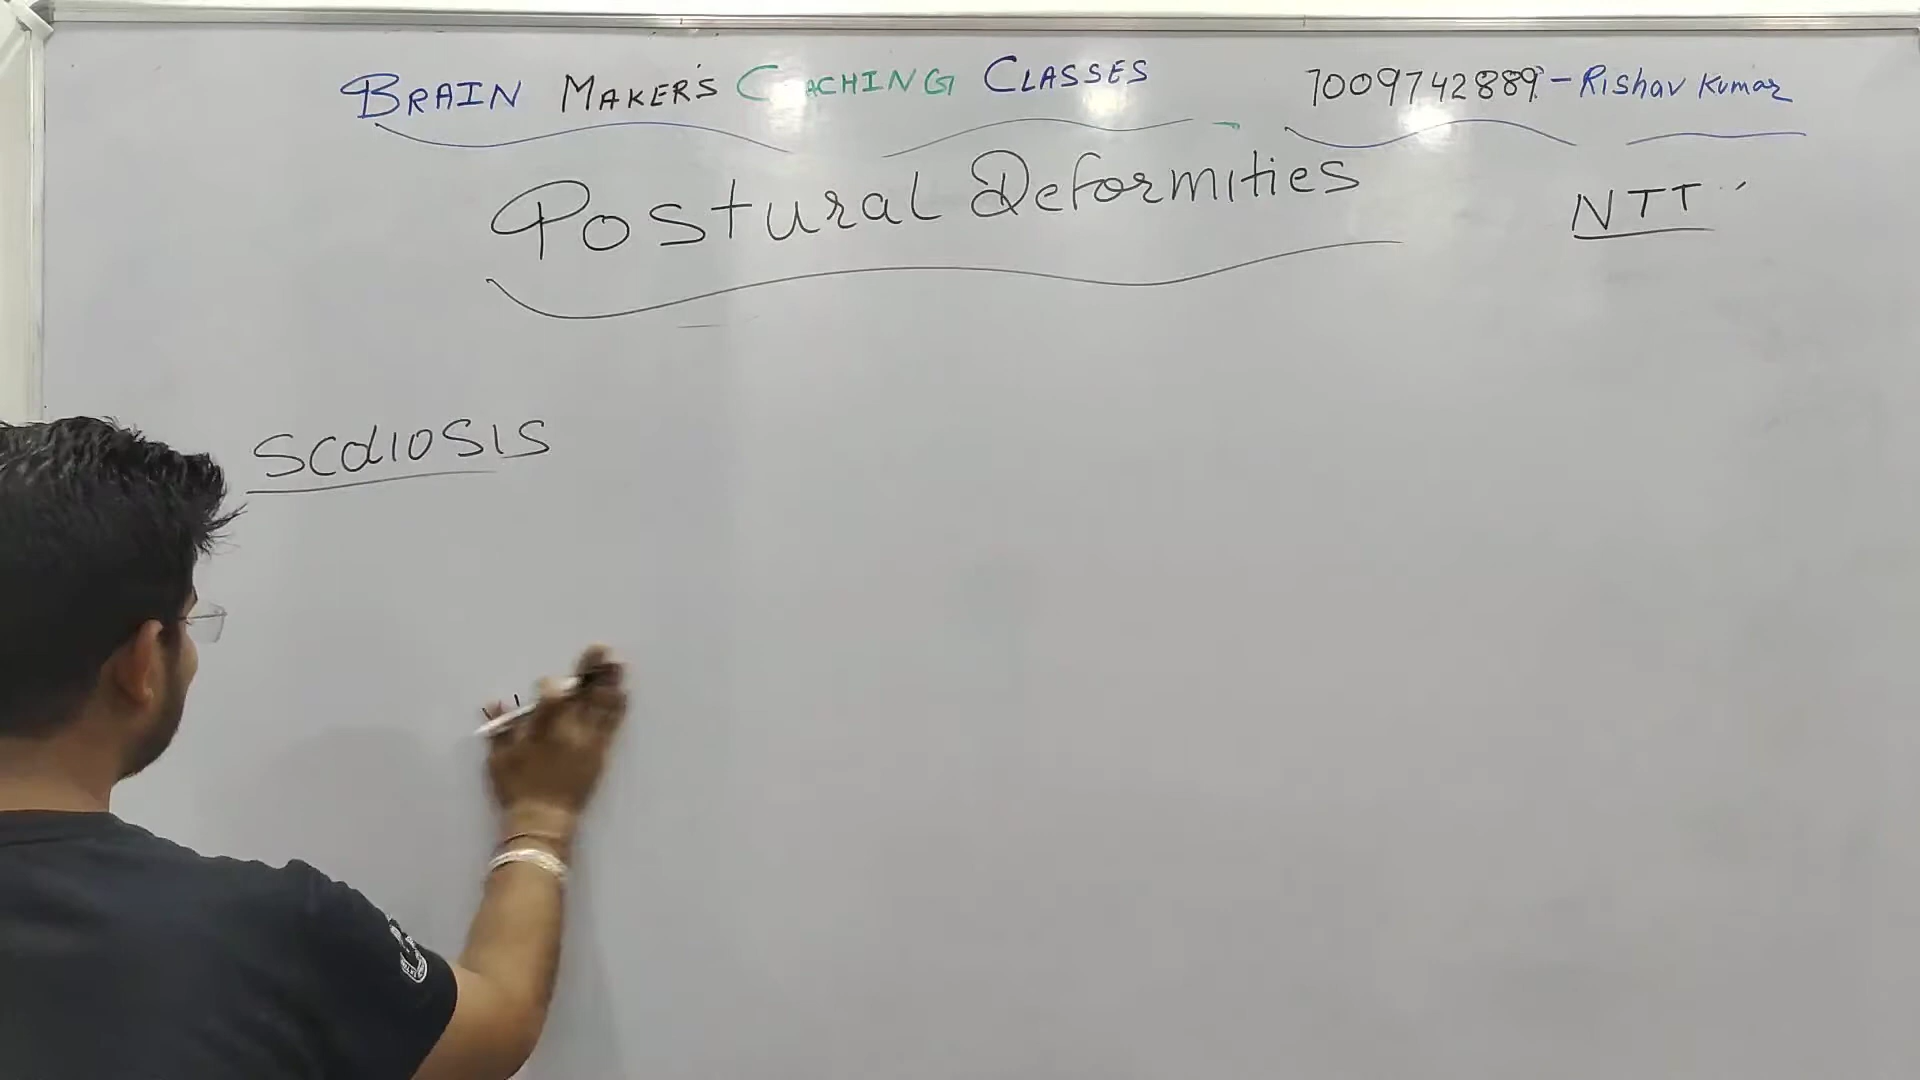 BRAIN MAKER'S COACHING CLASSES 7009742889 - Rishav Kumar
Postural Deformities
NTT
SCOLIOSIS